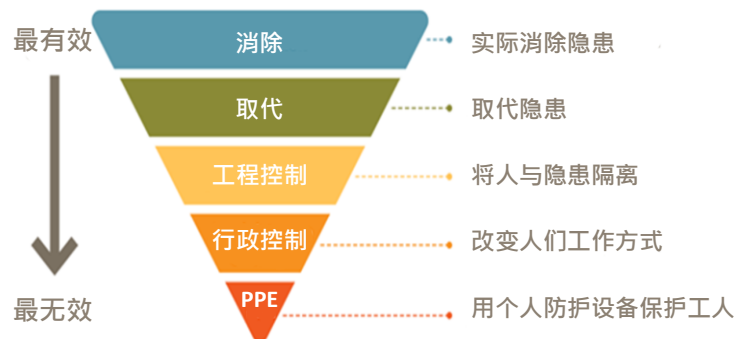 最有效
消除
实际消除隐患
取代
取代隐患
工程控制
将人与隐患隔离
行政控制
改变人们工作方式
最无效
PPE
用个人防护设备保护工人